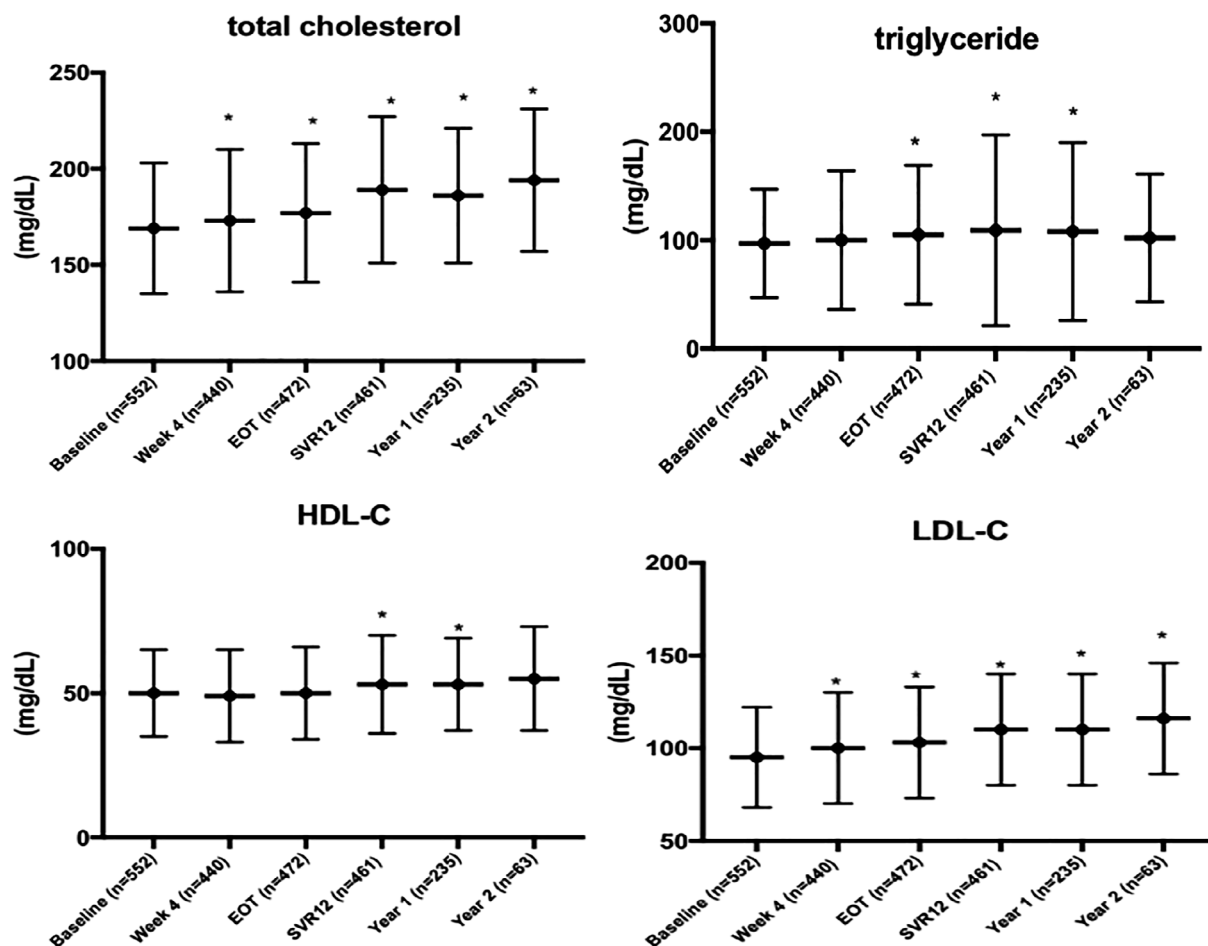 total cholesterol
250
200
150
100
(mg/dL)
* * * * *
Baseline (n=552)
Week 4 (n=440)
EOT (n=472)
SVR12 (n=461)
Year 1 (n=235)
Year 2 (n=63)
triglyceride
300
200
100
0
(mg/dL)
* * *
Baseline (n=552)
Week 4 (n=440)
EOT (n=472)
SVR12 (n=461)
Year 1 (n=235)
Year 2 (n=63)
HDL-C
100
50
0
(mg/dL)
* *
Baseline (n=552)
Week 4 (n=440)
EOT (n=472)
SVR12 (n=461)
Year 1 (n=235)
Year 2 (n=63)
LDL-C
200
150
100
50
(mg/dL)
* * * * *
Baseline (n=552)
Week 4 (n=440)
EOT (n=472)
SVR12 (n=461)
Year 1 (n=235)
Year 2 (n=63)